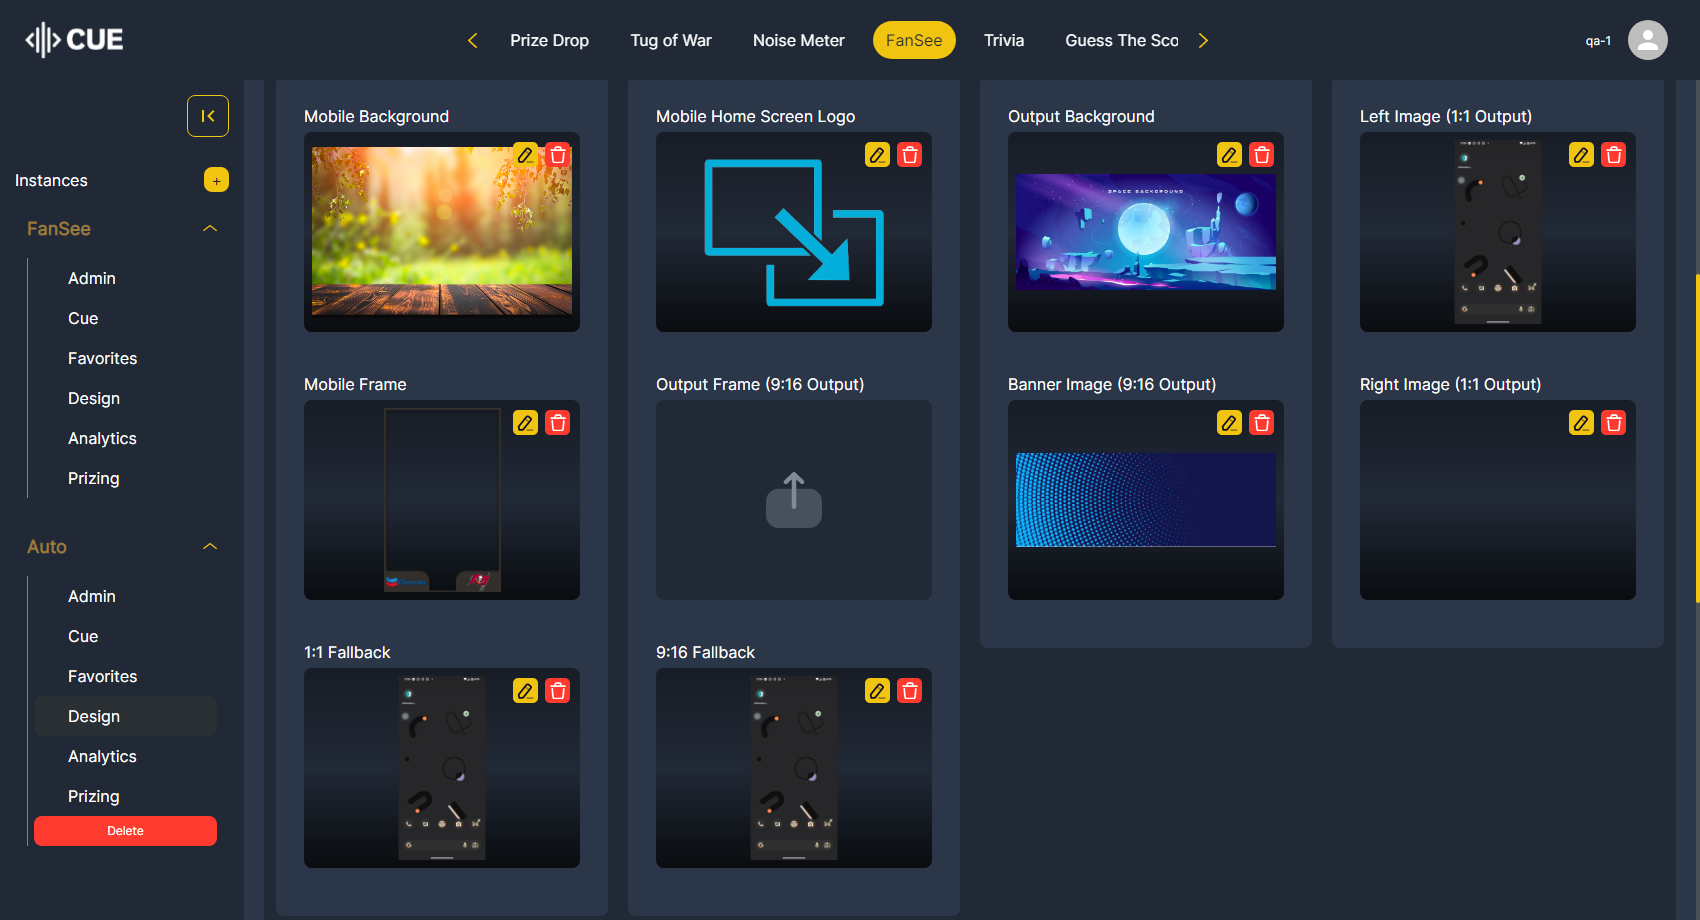 CUE
Prize Drop
Tug of War
Noise Meter
FanSee
Trivia
Guess The Sco
qa-1
Instances
+
FanSee
Admin
Cue
Favorites
Design
Analytics
Prizing
Auto
Admin
Cue
Favorites
Design
Analytics
Prizing
Delete
Mobile Background
Mobile Home Screen Logo
Output Background
SPACE BACKGROUND
Left Image (1:1 Output)
Mobile Frame
Output Frame (9:16 Output)
Banner Image (9:16 Output)
Right Image (1:1 Output)
1:1 Fallback
9:16 Fallback